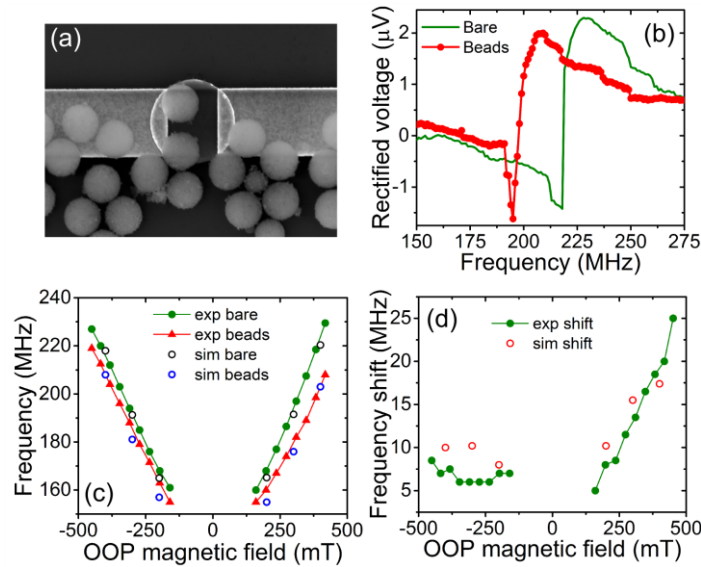 (a)
(b)
Bare
Beads
Rectified voltage (μV)
2
1
0
-1
150
175
200
225
250
275
Frequency (MHz)
(c)
exp bare
exp beads
sim bare
sim beads
Frequency (MHz)
240
220
200
180
160
-500
-250
0
250
500
OOP magnetic field (mT)
(d)
exp shift
sim shift
Frequency shift (MHz)
25
20
15
10
5
-500
-250
0
250
500
OOP magnetic field (mT)